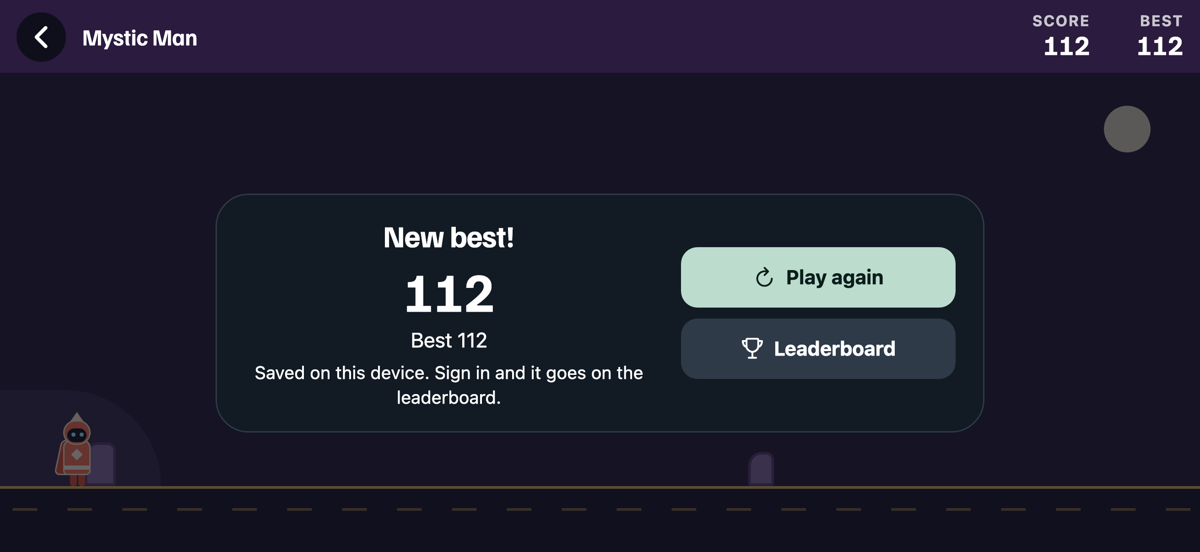 Mystic Man
SCORE
112
BEST
112
New best!
112
Best 112
Saved on this device. Sign in and it goes on the
leaderboard.
Play again
Leaderboard